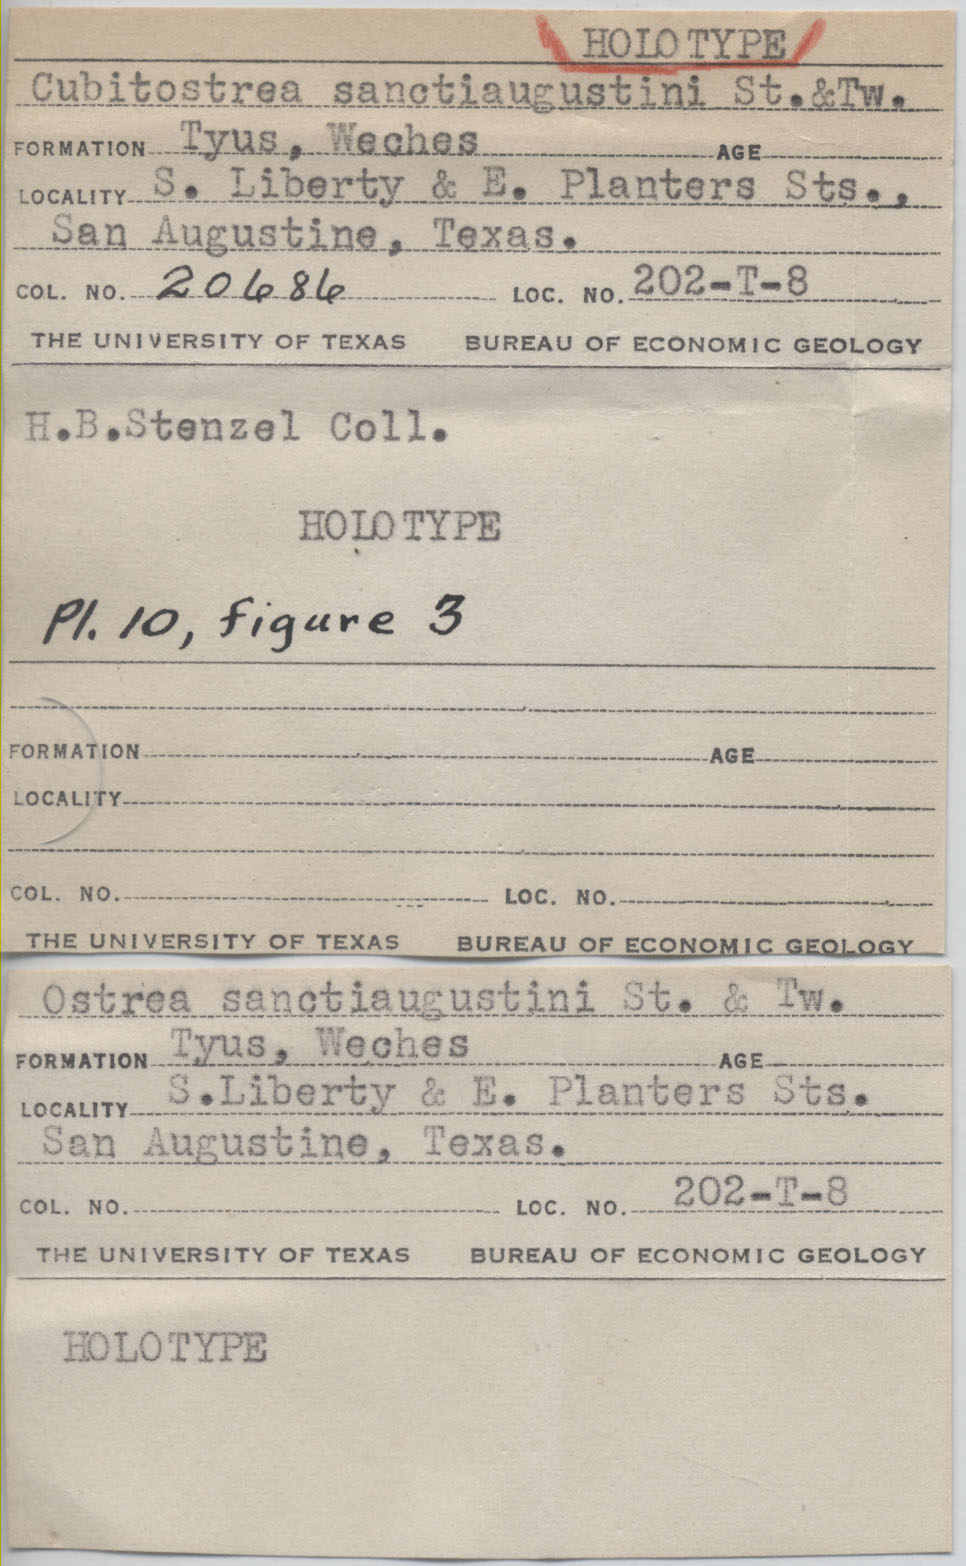 HOLOTYPE
Cubitostrea sanctiaugustini St.&Tw.
FORMATION Tyus, Weches AGE
LOCALITY S. Liberty & E. Planters Sts.,
San Augustine, Texas.
COL. NO. 20686 LOC. NO. 202-T-8
THE UNIVERSITY OF TEXAS BUREAU OF ECONOMIC GEOLOGY
H.B.Stenzel Coll.
HOLOTYPE
Pl. 10, figure 3
FORMATION AGE
LOCALITY
COL. NO. LOC. NO.
THE UNIVERSITY OF TEXAS BUREAU OF ECONOMIC GEOLOGY
Ostrea sanctiaugustini St. & Tw.
FORMATION Tyus, Weches AGE
LOCALITY S.Liberty & E. Planters Sts.
San Augustine, Texas.
COL. NO. LOC. NO. 202-T-8
THE UNIVERSITY OF TEXAS BUREAU OF ECONOMIC GEOLOGY
HOLOTYPE